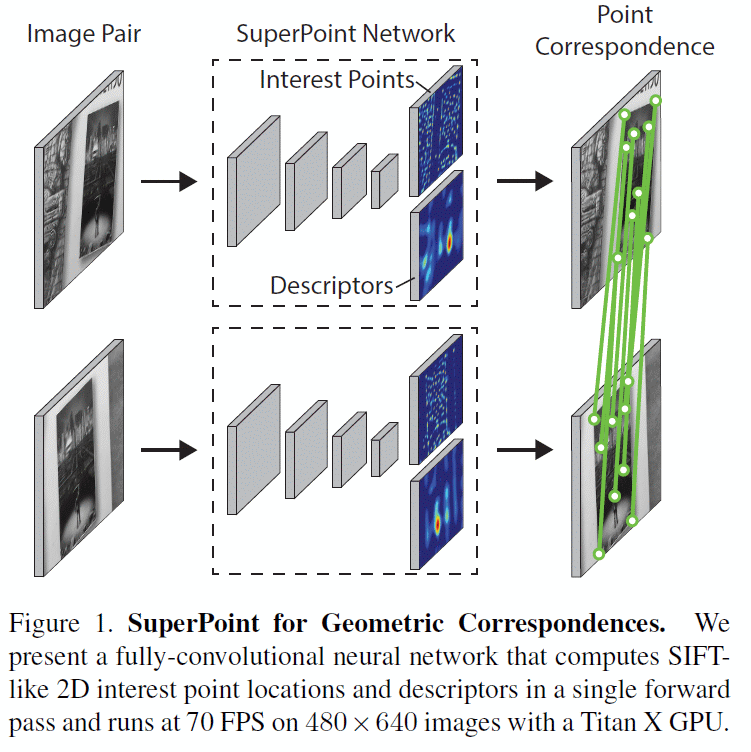 Image Pair
SuperPoint Network
Point
Correspondence
Interest Points
Descriptors
Figure 1. SuperPoint for Geometric Correspondences. We
present a fully-convolutional neural network that computes SIFT-
like 2D interest point locations and descriptors in a single forward
pass and runs at 70 FPS on 480 × 640 images with a Titan X GPU.